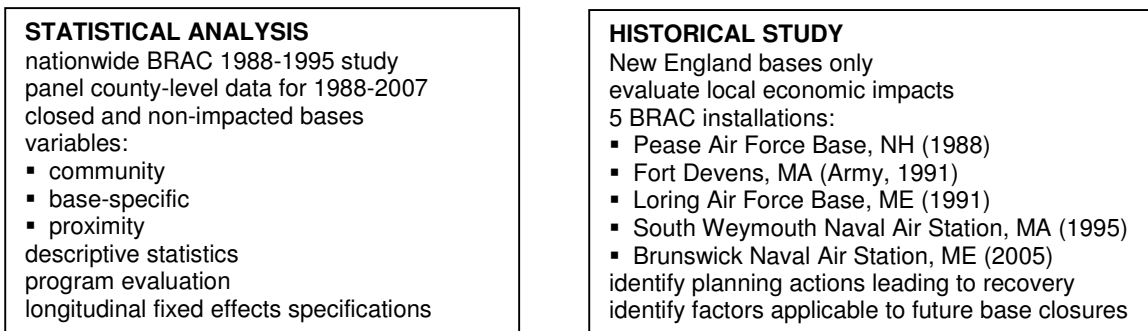 STATISTICAL ANALYSIS
nationwide BRAC 1988-1995 study
panel county-level data for 1988-2007
closed and non-impacted bases
variables:
▪ community
▪ base-specific
▪ proximity
descriptive statistics
program evaluation
longitudinal fixed effects specifications
HISTORICAL STUDY
New England bases only
evaluate local economic impacts
5 BRAC installations:
▪ Pease Air Force Base, NH (1988)
▪ Fort Devens, MA (Army, 1991)
▪ Loring Air Force Base, ME (1991)
▪ South Weymouth Naval Air Station, MA (1995)
▪ Brunswick Naval Air Station, ME (2005)
identify planning actions leading to recovery
identify factors applicable to future base closures